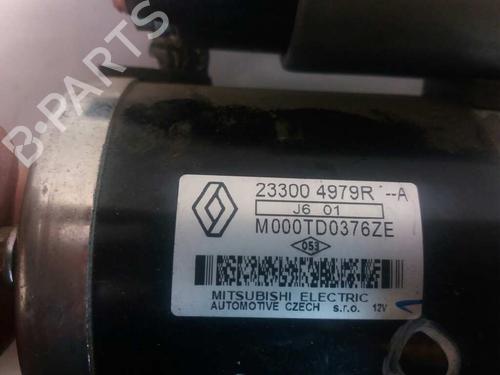 B-PARTS
23300 4979R --A
J6 01
M000TD0376ZE
053
MITSUBISHI ELECTRIC
AUTOMOTIVE CZECH s.r.o. 12V